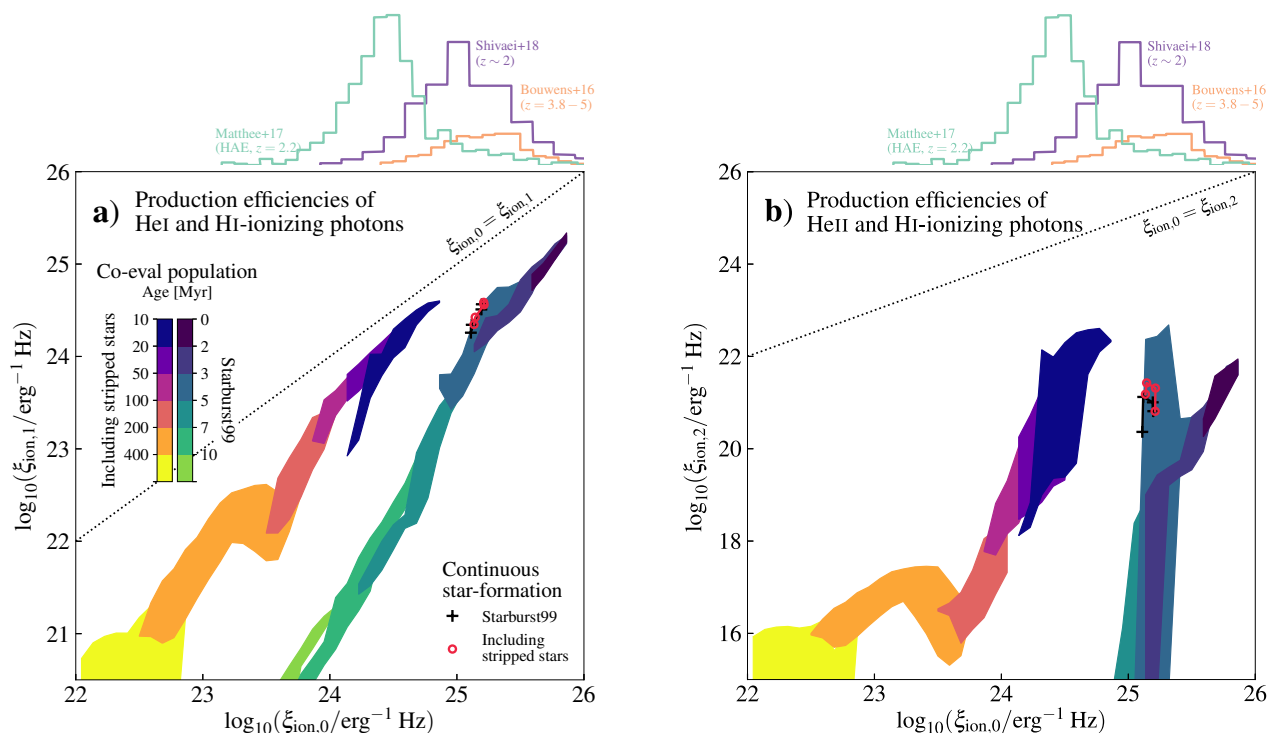 Shivaei+18
(z ~ 2)
Bouwens+16
(z = 3.8 – 5)
Matthee+17
(HAE, z = 2.2)
a) Production efficiencies of
HeI and HI-ionizing photons
ξion,0 = ξion,1
Co-eval population
Age [Myr]
Including stripped stars
Starburst99
10 0
20 2
50 3
100 5
200 7
400 10
Continuous
star-formation
Starburst99
Including
stripped stars
26
25
24
23
22
21
log10(ξion,1/erg−1 Hz)
22 23 24 25 26
log10(ξion,0/erg−1 Hz)
Shivaei+18
(z ~ 2)
Bouwens+16
(z = 3.8 – 5)
Matthee+17
(HAE, z = 2.2)
b) Production efficiencies of
HeII and HI-ionizing photons
ξion,0 = ξion,2
26
24
22
20
18
16
log10(ξion,2/erg−1 Hz)
22 23 24 25 26
log10(ξion,0/erg−1 Hz)